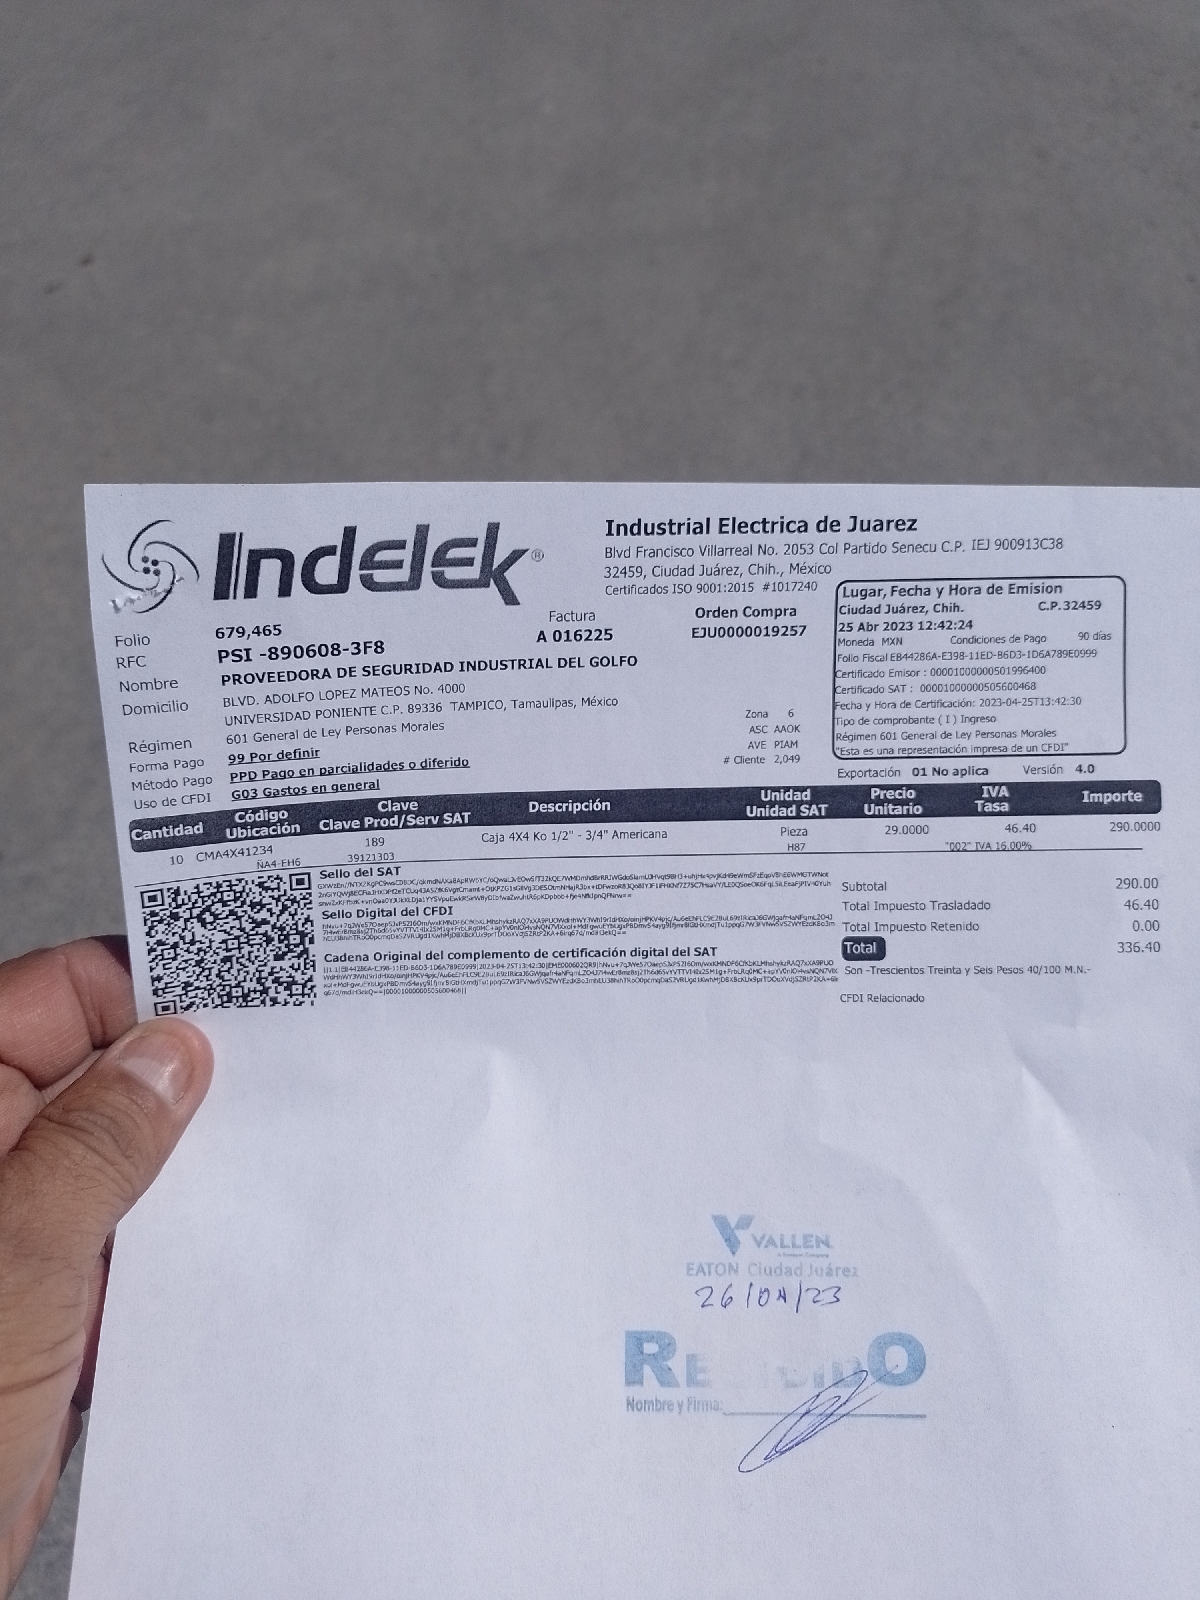 Indelek®
Industrial Electrica de Juarez
Blvd Francisco Villarreal No. 2053 Col Partido Senecu C.P. IEJ 900913C38
32459, Ciudad Juárez, Chih., México
Certificados ISO 9001:2015 #1017240
Folio 679,465
Factura
A 016225
Orden Compra
EJU0000019257
RFC PSI -890608-3F8
Nombre PROVEEDORA DE SEGURIDAD INDUSTRIAL DEL GOLFO
Domicilio BLVD. ADOLFO LOPEZ MATEOS No. 4000
UNIVERSIDAD PONIENTE C.P. 89336 TAMPICO, Tamaulipas, México
Régimen 601 General de Ley Personas Morales
Forma Pago 99 Por definir
Método Pago PPD Pago en parcialidades o diferido
Uso de CFDI G03 Gastos en general
Zona 6
ASC AAOK
AVE PIAM
# Cliente 2,049
Lugar, Fecha y Hora de Emision
Ciudad Juárez, Chih. C.P.32459
25 Abr 2023 12:42:24
Moneda MXN Condiciones de Pago 90 días
Folio Fiscal EB44286A-E398-11ED-B6D3-1D6A789E0999
Certificado Emisor : 00001000000501996400
Certificado SAT : 00001000000505600468
Fecha y Hora de Certificación: 2023-04-25T13:42:30
Tipo de comprobante ( I ) Ingreso
Régimen 601 General de Ley Personas Morales
"Esta es una representación impresa de un CFDI"
Exportación 01 No aplica Versión 4.0
Cantidad Código Ubicación Clave Clave Prod/Serv SAT Descripción Unidad Unidad SAT Precio Unitario IVA Tasa Importe
10 CMA4X41234 189 Caja 4X4 Ko 1/2" - 3/4" Americana Pieza 29.0000 46.40 290.0000
ÑA4-EH6 39121303 H87 "002" IVA 16.00%
Sello del SAT
Sello Digital del CFDI
Cadena Original del complemento de certificación digital del SAT
Subtotal 290.00
Total Impuesto Trasladado 46.40
Total Impuesto Retenido 0.00
Total 336.40
Son -Trescientos Treinta y Seis Pesos 40/100 M.N.-
CFDI Relacionado
VALLEN
EATON Ciudad Juárez
26/04/23
RECIBIDO
Nombre y Firma: